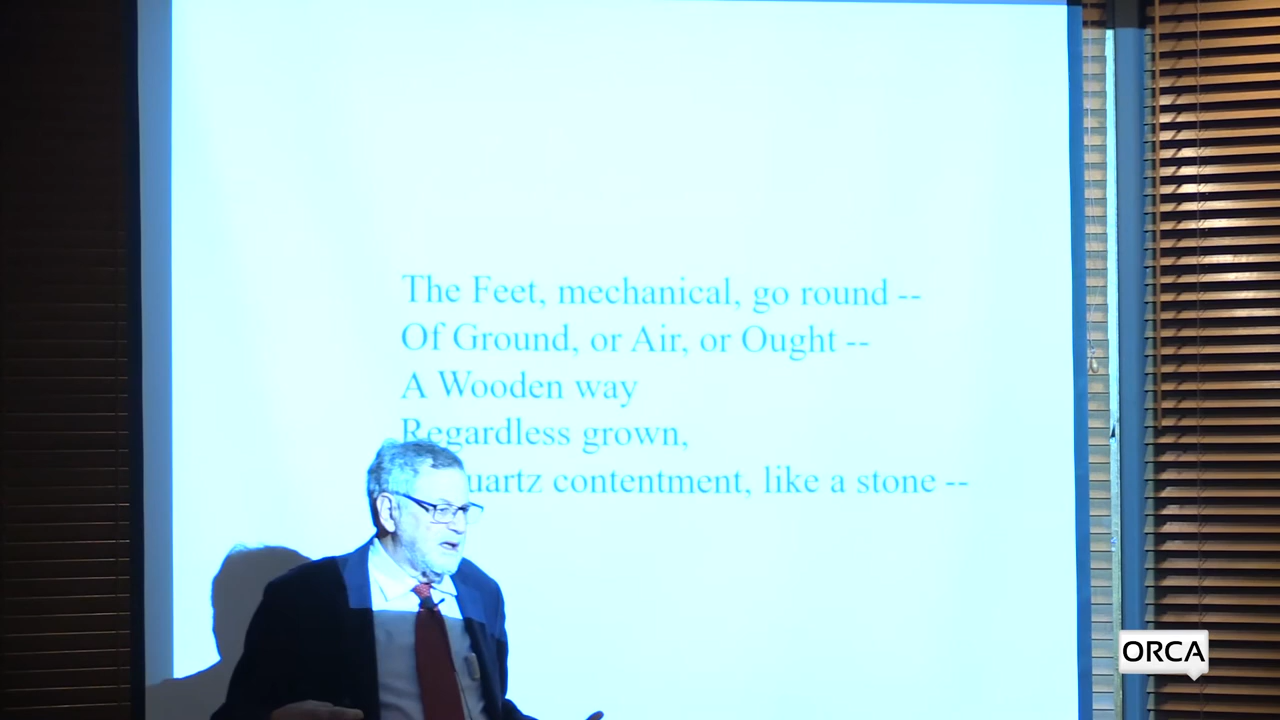 The Feet, mechanical, go round --
Of Ground, or Air, or Ought --
A Wooden way
Regardless grown,
uartz contentment, like a stone --
ORCA